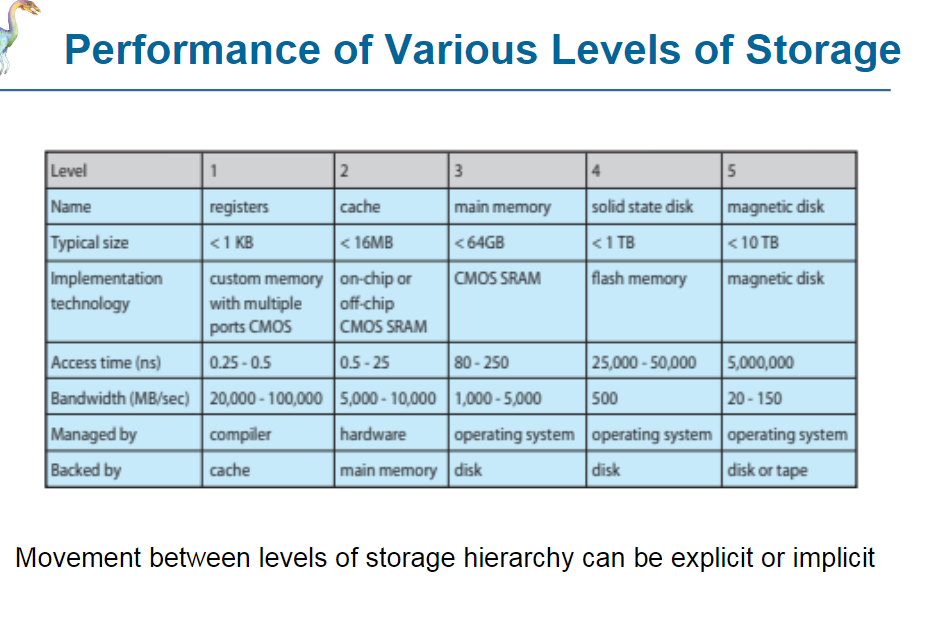 Performance of Various Levels of Storage
Level 1 2 3 4 5
Name registers cache main memory solid state disk magnetic disk
Typical size < 1 KB < 16MB < 64GB < 1 TB < 10 TB
Implementation custom memory on-chip or CMOS SRAM flash memory magnetic disk
technology with multiple off-chip
ports CMOS CMOS SRAM
Access time (ns) 0.25 - 0.5 0.5 - 25 80 - 250 25,000 - 50,000 5,000,000
Bandwidth (MB/sec) 20,000 - 100,000 5,000 - 10,000 1,000 - 5,000 500 20 - 150
Managed by compiler hardware operating system operating system operating system
Backed by cache main memory disk disk disk or tape
Movement between levels of storage hierarchy can be explicit or implicit